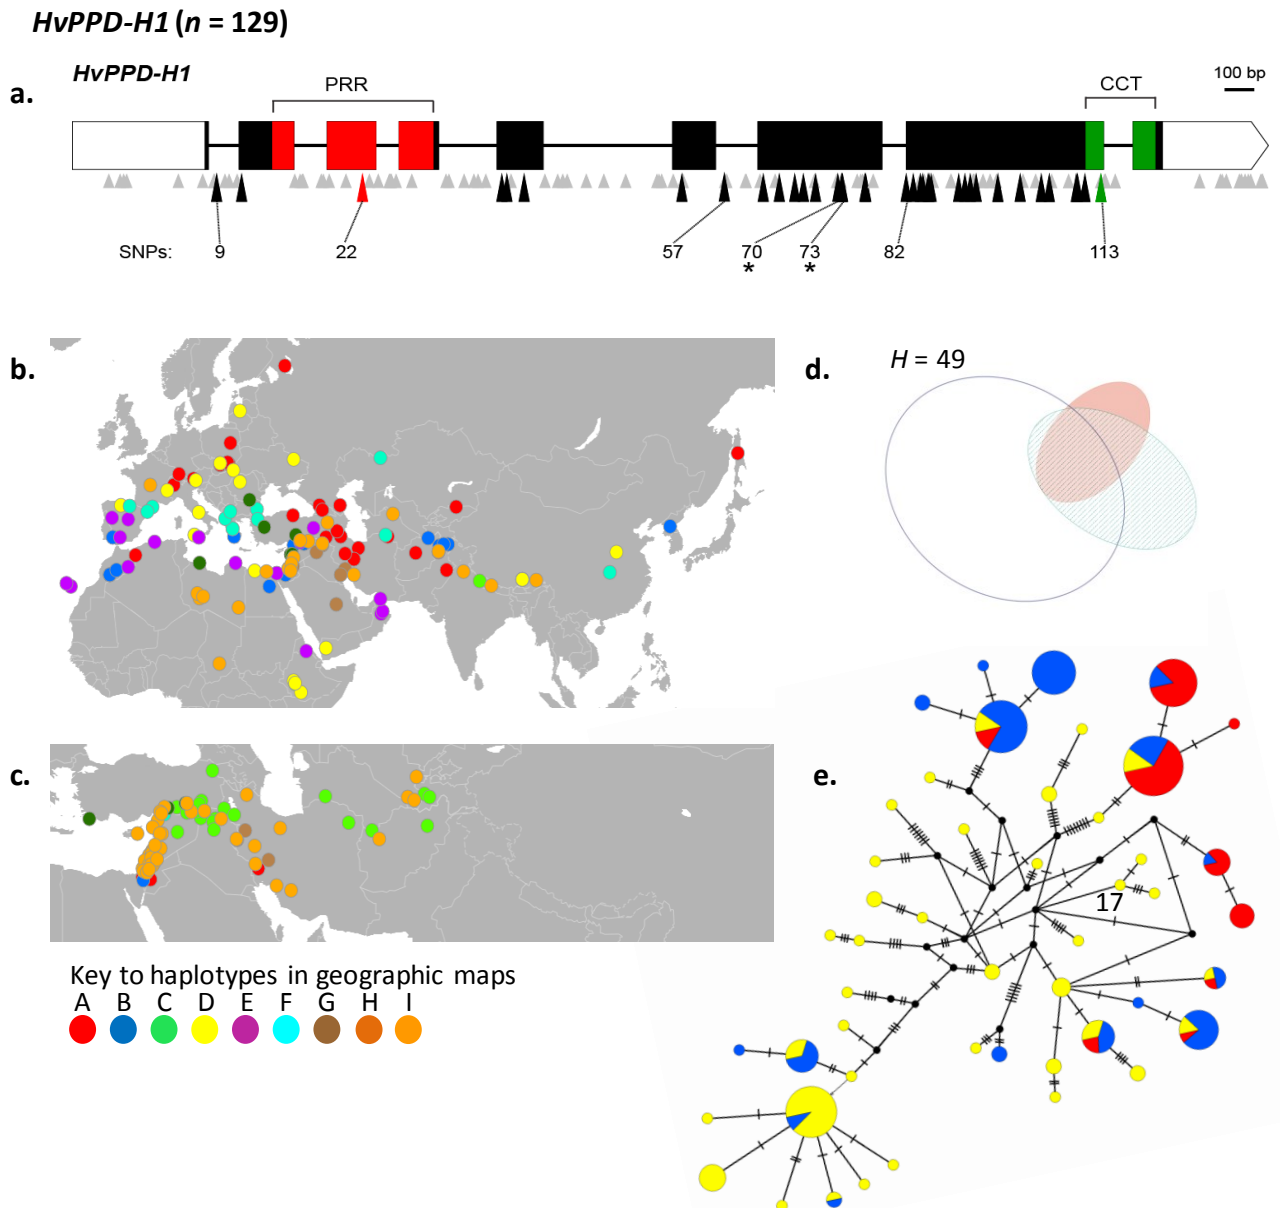 HvPPD-H1 (n = 129)
a.
HvPPD-H1
PRR
CCT
100 bp
SNPs:
9
22
57
70
73
82
113
*
*
b.
c.
d.
H = 49
e.
17
Key to haplotypes in geographic maps
A B C D E F G H I